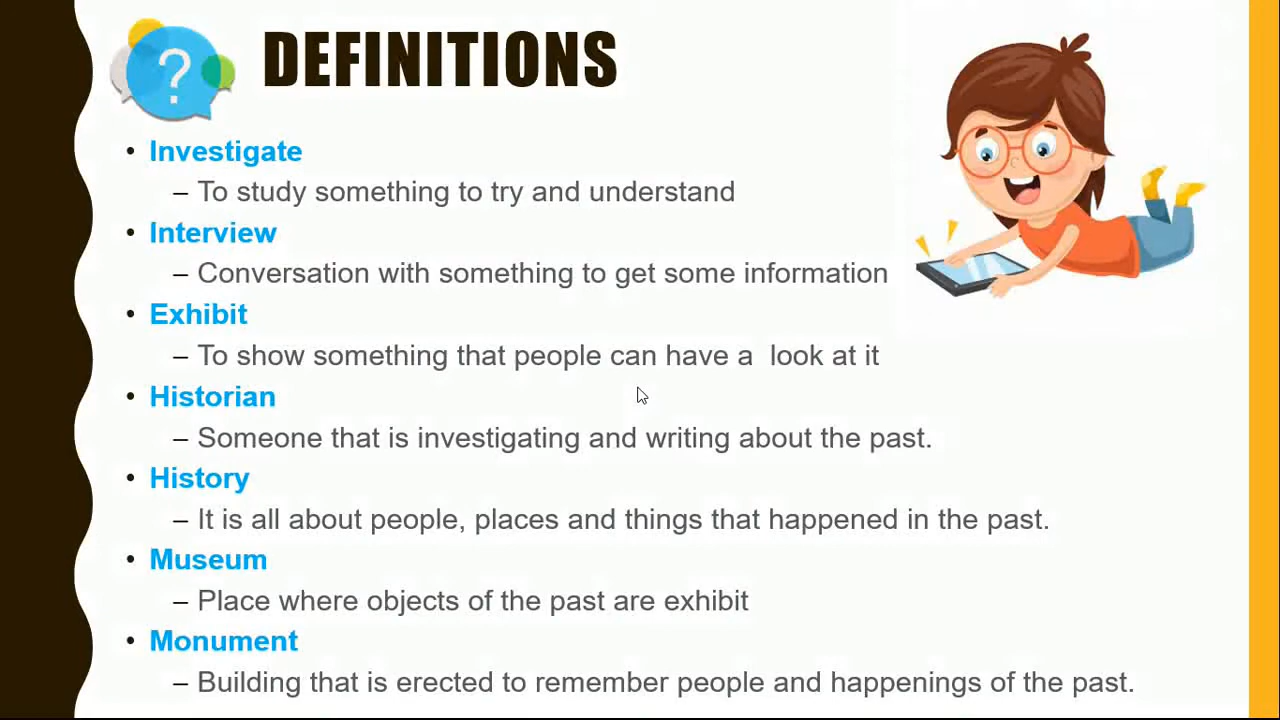 ?
DEFINITIONS
• Investigate
– To study something to try and understand
• Interview
– Conversation with something to get some information
• Exhibit
– To show something that people can have a  look at it
• Historian
– Someone that is investigating and writing about the past.
• History
– It is all about people, places and things that happened in the past.
• Museum
– Place where objects of the past are exhibit
• Monument
– Building that is erected to remember people and happenings of the past.